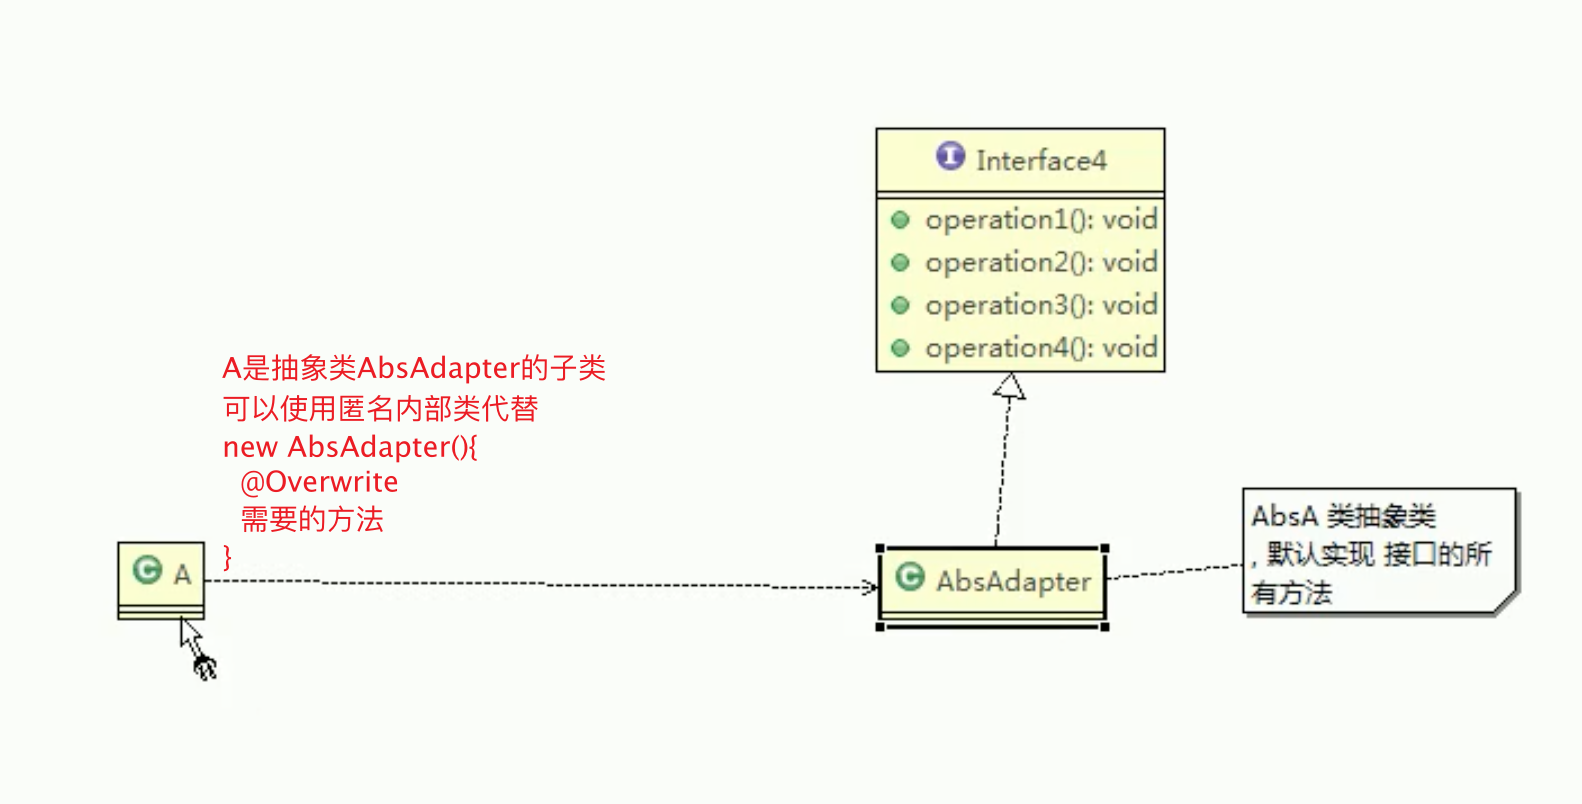 Interface4
operation1(): void
operation2(): void
operation3(): void
operation4(): void
A是抽象类AbsAdapter的子类
可以使用匿名内部类代替
new AbsAdapter(){
@Overwrite
需要的方法
}
A
AbsAdapter
AbsA 类抽象类
, 默认实现 接口的所
有方法